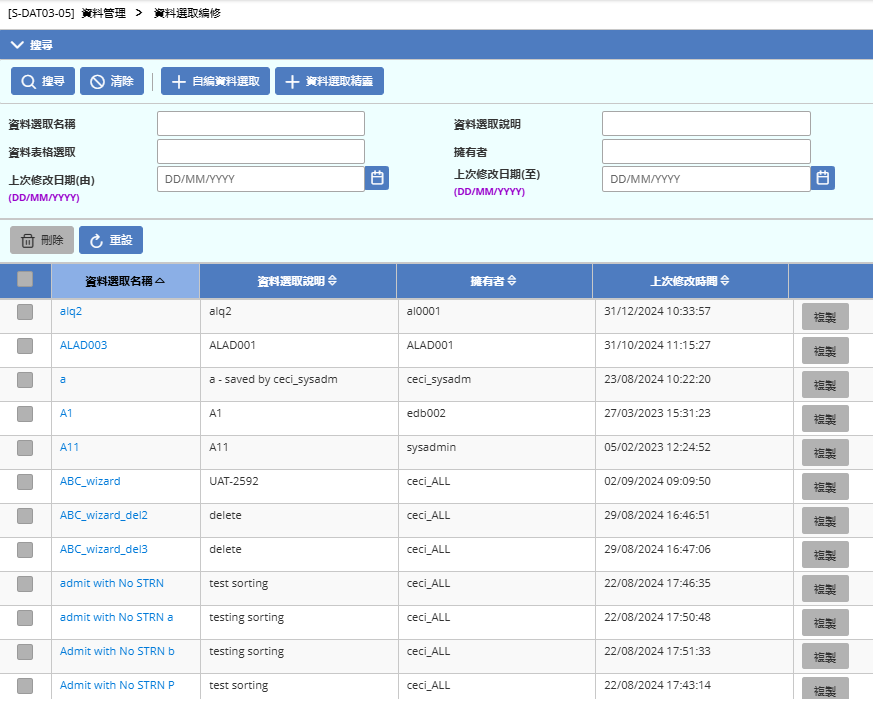 [S-DAT03-05] 資料管理 > 資料選取編修
搜尋
搜尋 清除 自編資料選取 資料選取精靈
資料選取名稱 資料選取說明
資料表格選取 擁有者
上次修改日期(由) DD/MM/YYYY 上次修改日期(至) DD/MM/YYYY
(DD/MM/YYYY) (DD/MM/YYYY)
刪除 重設
資料選取名稱 資料選取說明 擁有者 上次修改時間
alq2 alq2 al0001 31/12/2024 10:33:57 複製
ALAD003 ALAD001 ALAD001 31/10/2024 11:15:27 複製
a a - saved by ceci_sysadm ceci_sysadm 23/08/2024 10:22:20 複製
A1 A1 edb002 27/03/2023 15:31:23 複製
A11 A11 sysadmin 05/02/2023 12:24:52 複製
ABC_wizard UAT-2592 ceci_ALL 02/09/2024 09:09:50 複製
ABC_wizard_del2 delete ceci_ALL 29/08/2024 16:46:51 複製
ABC_wizard_del3 delete ceci_ALL 29/08/2024 16:47:06 複製
admit with No STRN test sorting ceci_ALL 22/08/2024 17:46:35 複製
admit with No STRN a testing sorting ceci_ALL 22/08/2024 17:50:48 複製
Admit with No STRN b testing sorting ceci_ALL 22/08/2024 17:51:33 複製
Admit with No STRN P test sorting ceci_ALL 22/08/2024 17:43:14 複製